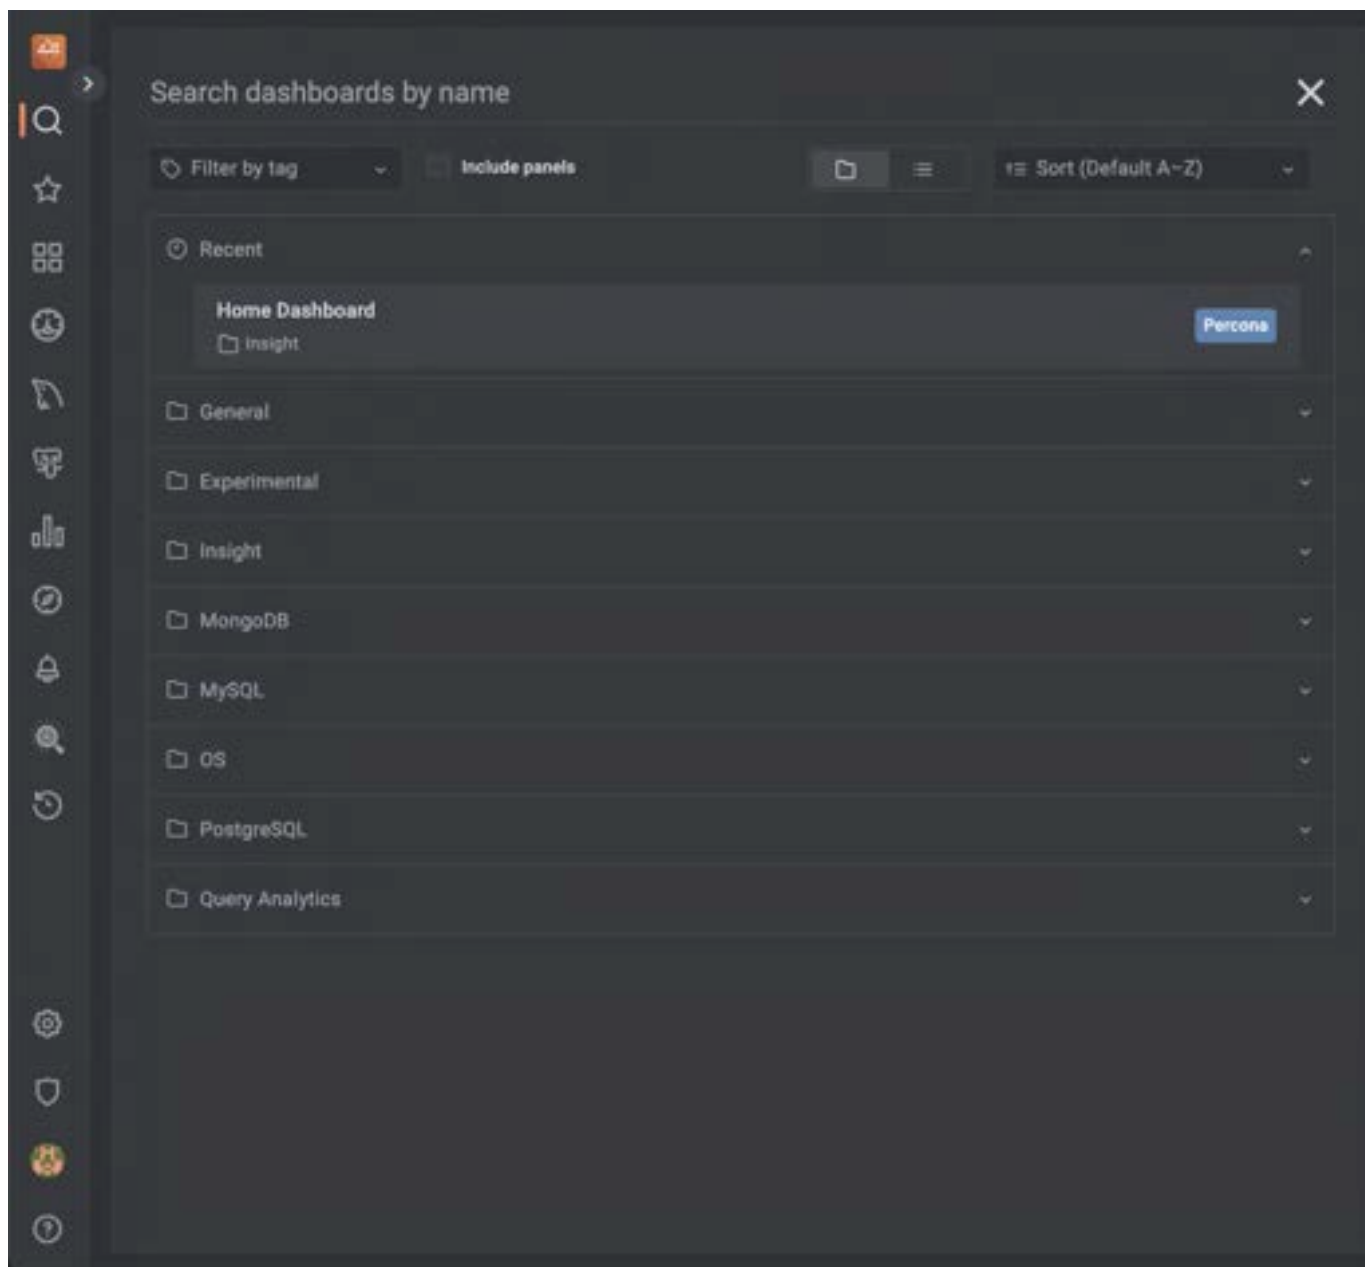 Search dashboards by name
Filter by tag
Include panels
Sort (Default A–Z)
Recent
Home Dashboard
Insight
Percona
General
Experimental
Insight
MongoDB
MySQL
OS
PostgreSQL
Query Analytics